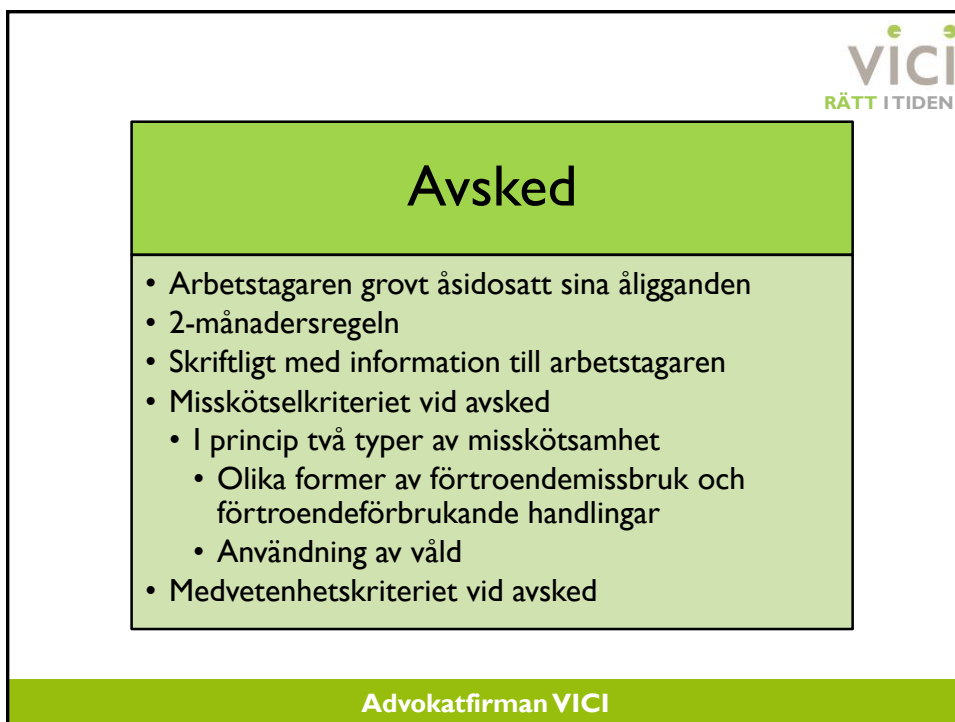 vici
RÄTT I TIDEN
Avsked
• Arbetstagaren grovt åsidosatt sina åligganden
• 2-månadersregeln
• Skriftligt med information till arbetstagaren
• Misskötselkriteriet vid avsked
• I princip två typer av misskötsamhet
• Olika former av förtroendemissbruk och
förtroendeförbrukande handlingar
• Användning av våld
• Medvetenhetskriteriet vid avsked
Advokatfirman VICI